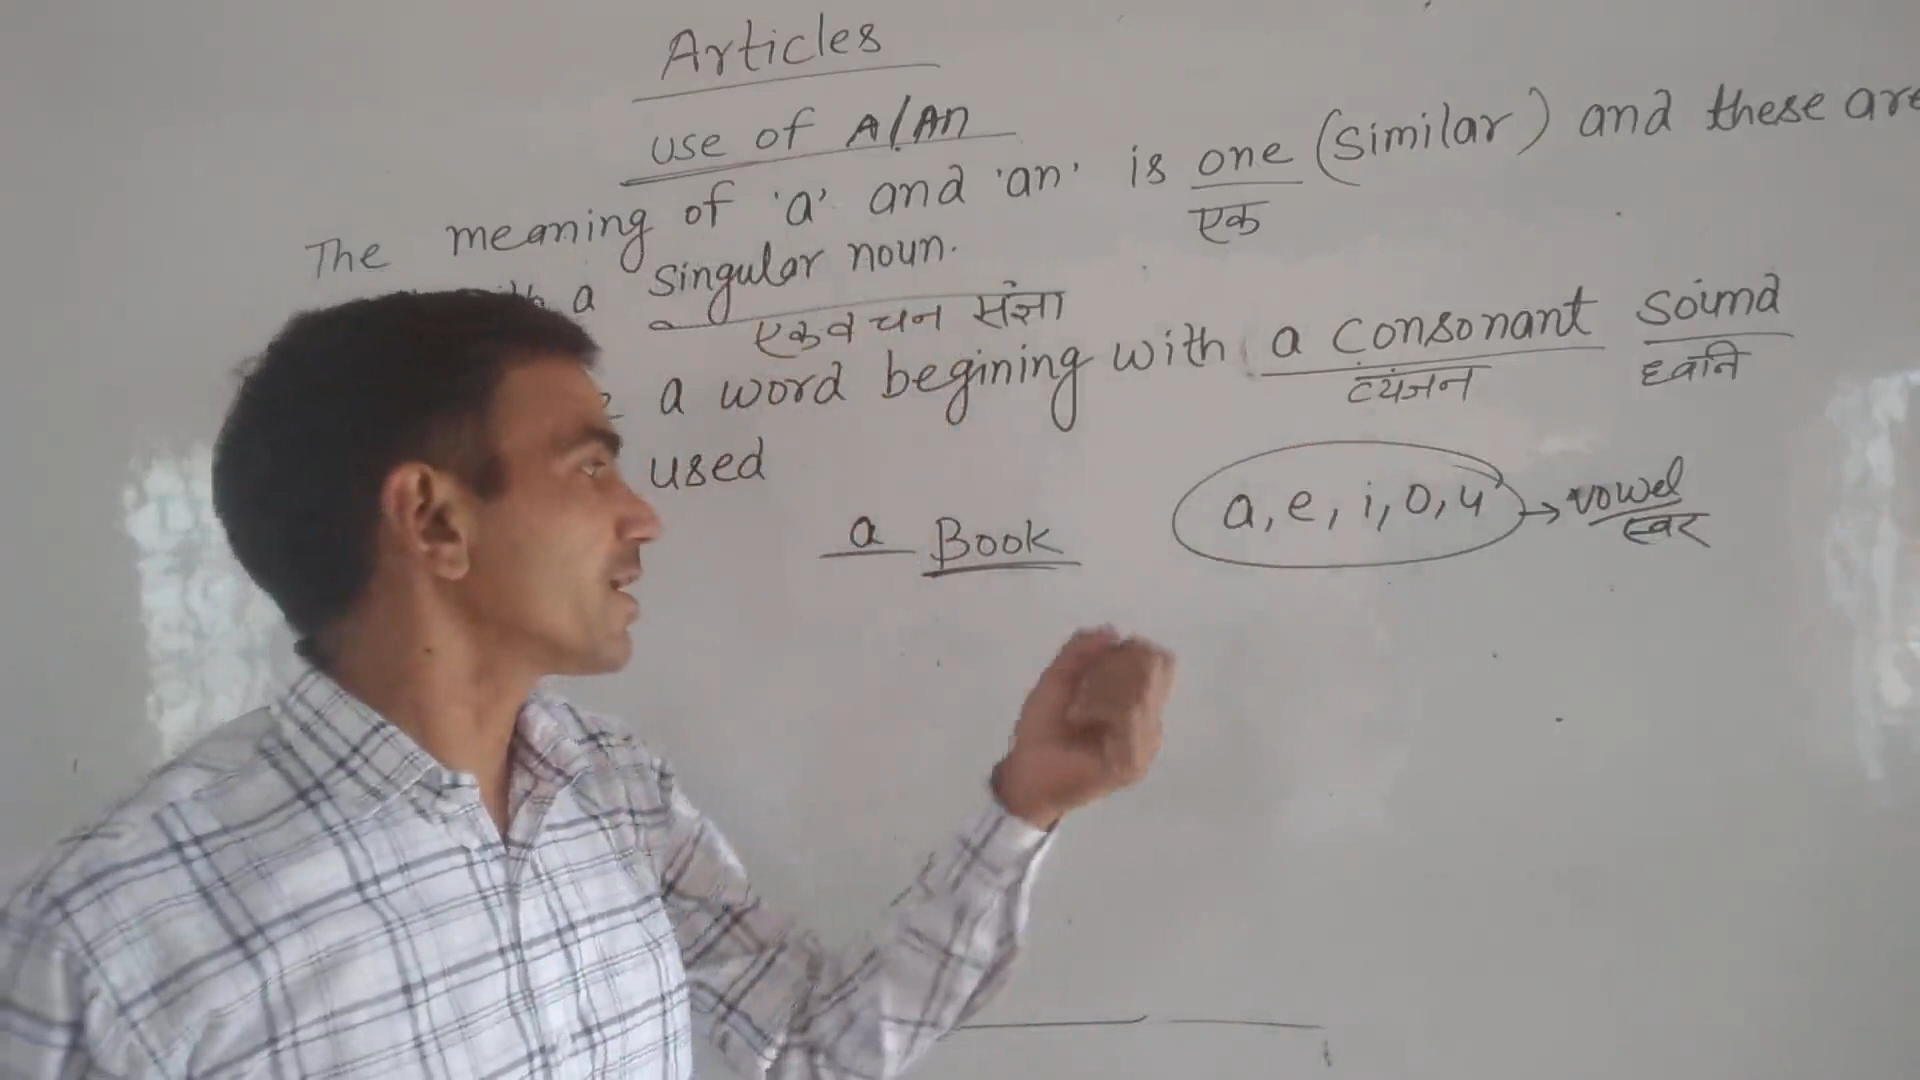 Articles
use of A/An
The meaning of 'a' and 'an' is one (similar) and these are
एक
a singular noun.
एकवचन संज्ञा
a word begining with a consonant sound
व्यंजन ध्वनि
used
a Book a, e, i, o, u → vowel
स्वर